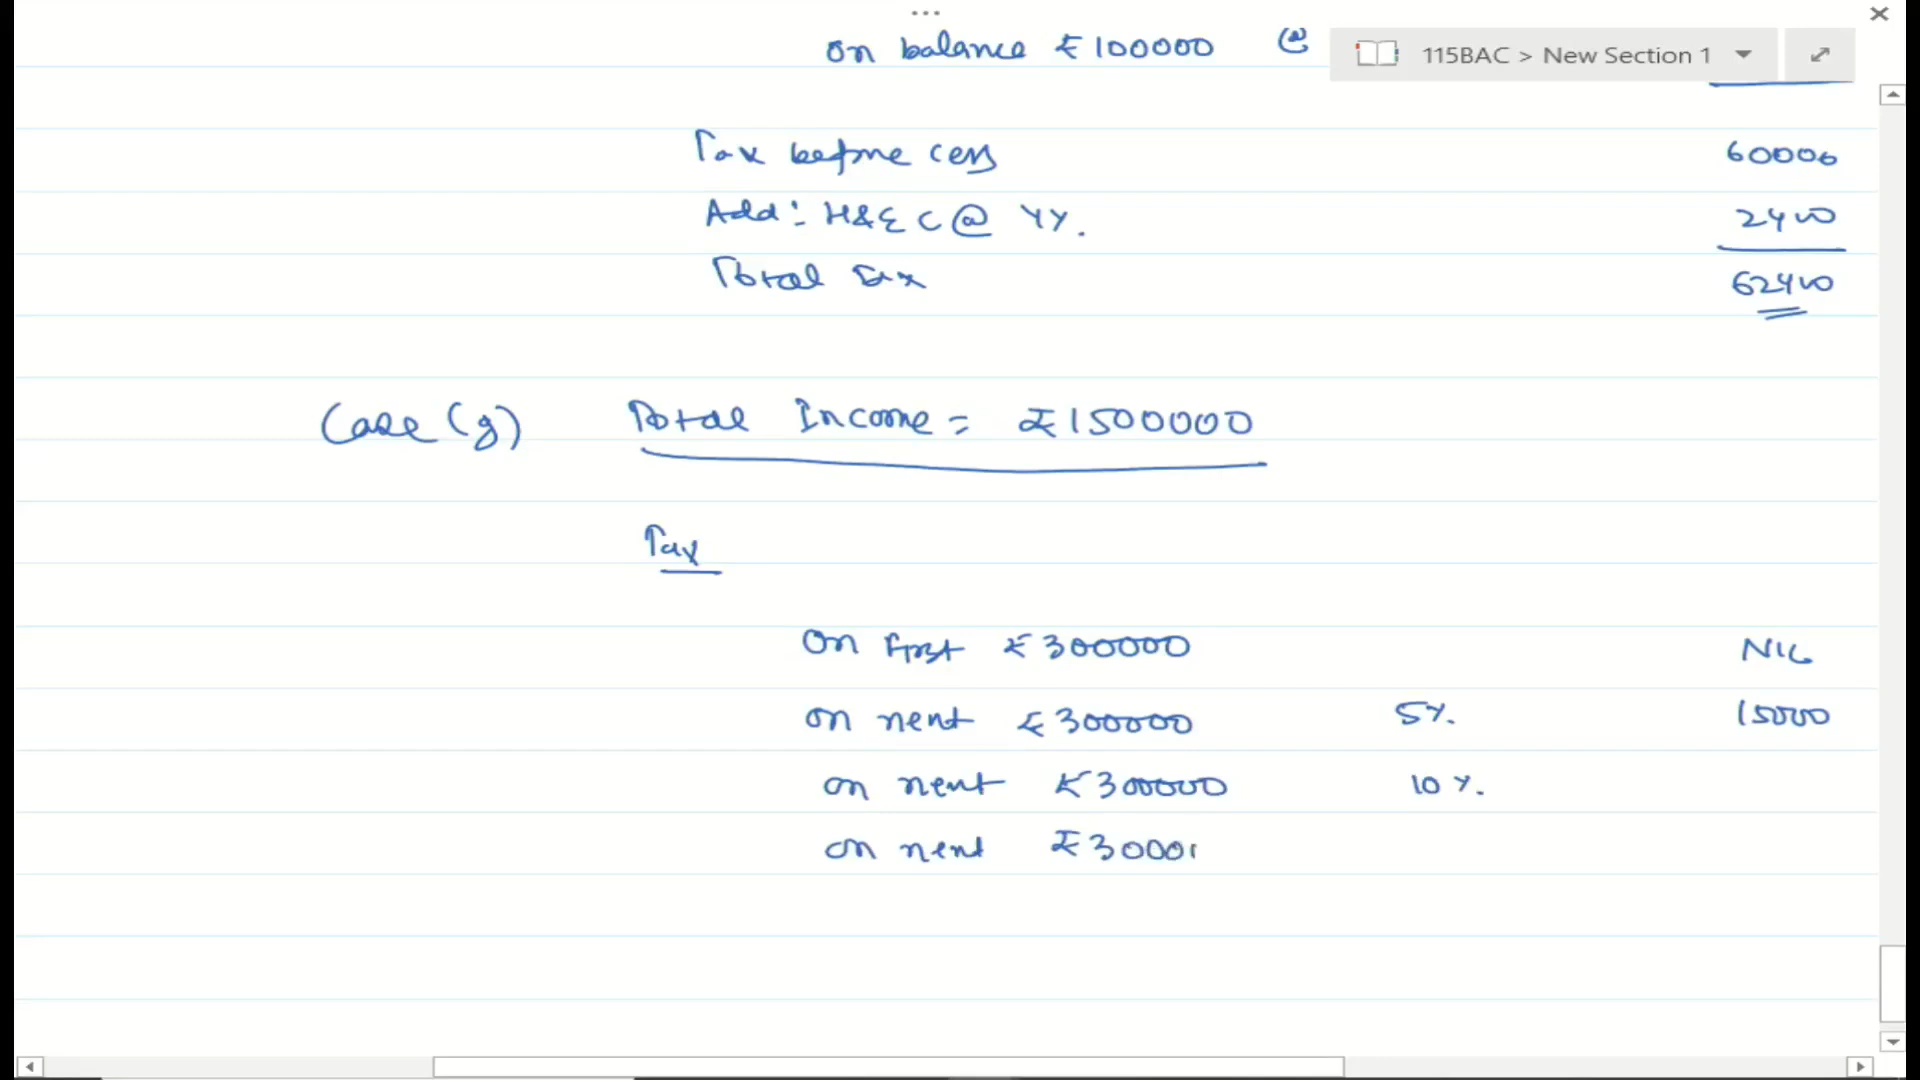 ...
on balance ₹100000 @
115BAC > New Section 1
Tax before cess 60000
Add: H&EC @ 4%. 2400
Total Tax 62400
Case (g) Total Income = ₹1500000
Tax
on first ₹300000 NIL
on next ₹300000 5%. 15000
on next ₹300000 10%.
on next ₹3000